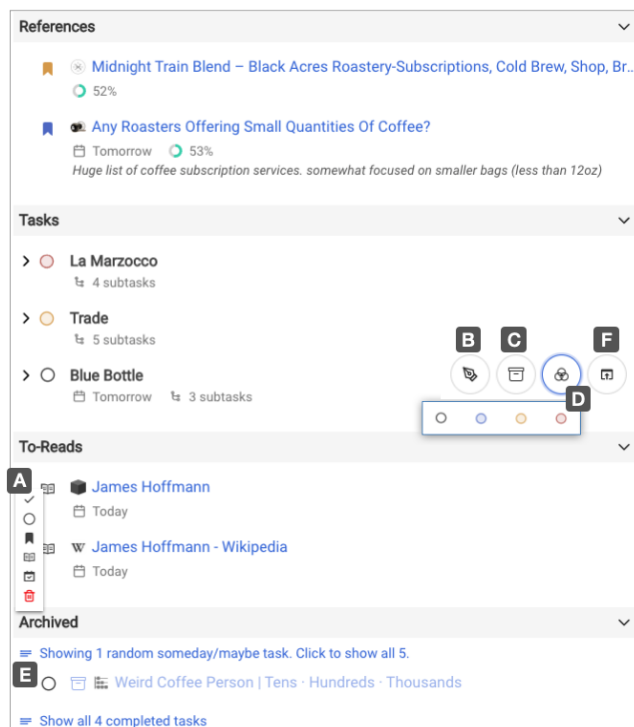 References
Midnight Train Blend – Black Acres Roastery-Subscriptions, Cold Brew, Shop, Br...
52%
Any Roasters Offering Small Quantities Of Coffee?
Tomorrow 53%
Huge list of coffee subscription services. somewhat focused on smaller bags (less than 12oz)
Tasks
La Marzocco
4 subtasks
Trade
5 subtasks
B C F
Blue Bottle
Tomorrow 3 subtasks
D
To-Reads
A
James Hoffmann
Today
W James Hoffmann - Wikipedia
Today
Archived
Showing 1 random someday/maybe task. Click to show all 5.
E
Weird Coffee Person | Tens · Hundreds · Thousands
Show all 4 completed tasks